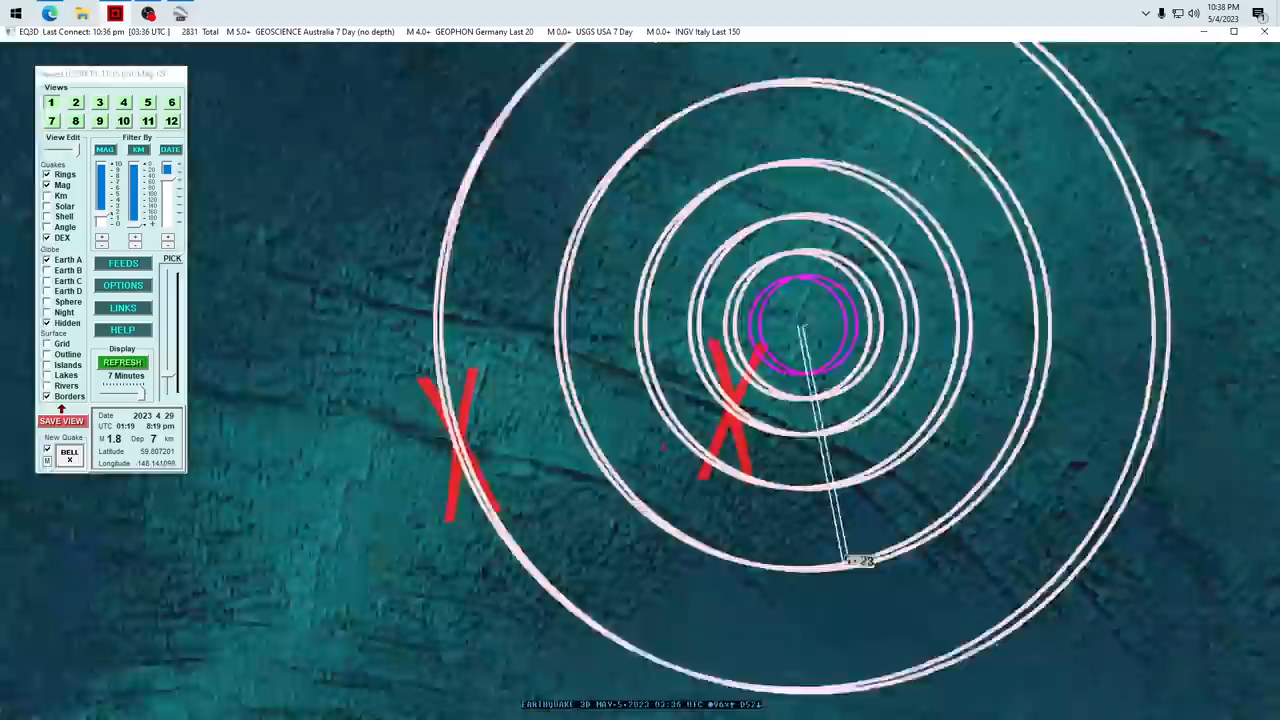 10:38 PM
5/4/2023
EQ3D Last Connect: 10:36 pm [03:36 UTC ] 2831 Total M 5.0+ GEOSCIENCE Australia 7 Day (no depth) M 4.0+ GEOPHON Germany Last 20 M 0.0+ USGS USA 7 Day M 0.0+ INGV Italy Last 150
Views
1 2 3 4 5 6
7 8 9 10 11 12
View Edit Filter By
MAG KM DATE
Quakes
Rings
Mag
Km
Solar
Shell
Angle
DEX
Globe
Earth A
Earth B
Earth C
Earth D
Sphere
Night
Hidden
Surface
Grid
Outline
Islands
Lakes
Rivers
Borders
FEEDS
OPTIONS
LINKS
HELP
PICK
Display
REFRESH
7 Minutes
SAVE VIEW
New Quake
BELL
X
M
Date 2023 4 29
UTC 01:19 8:19 pm
M 1.8 Dep 7 km
Latitude 59.807201
Longitude -148.141098
EARTHQUAKE 3D MAY-5-2023 03:36 UTC